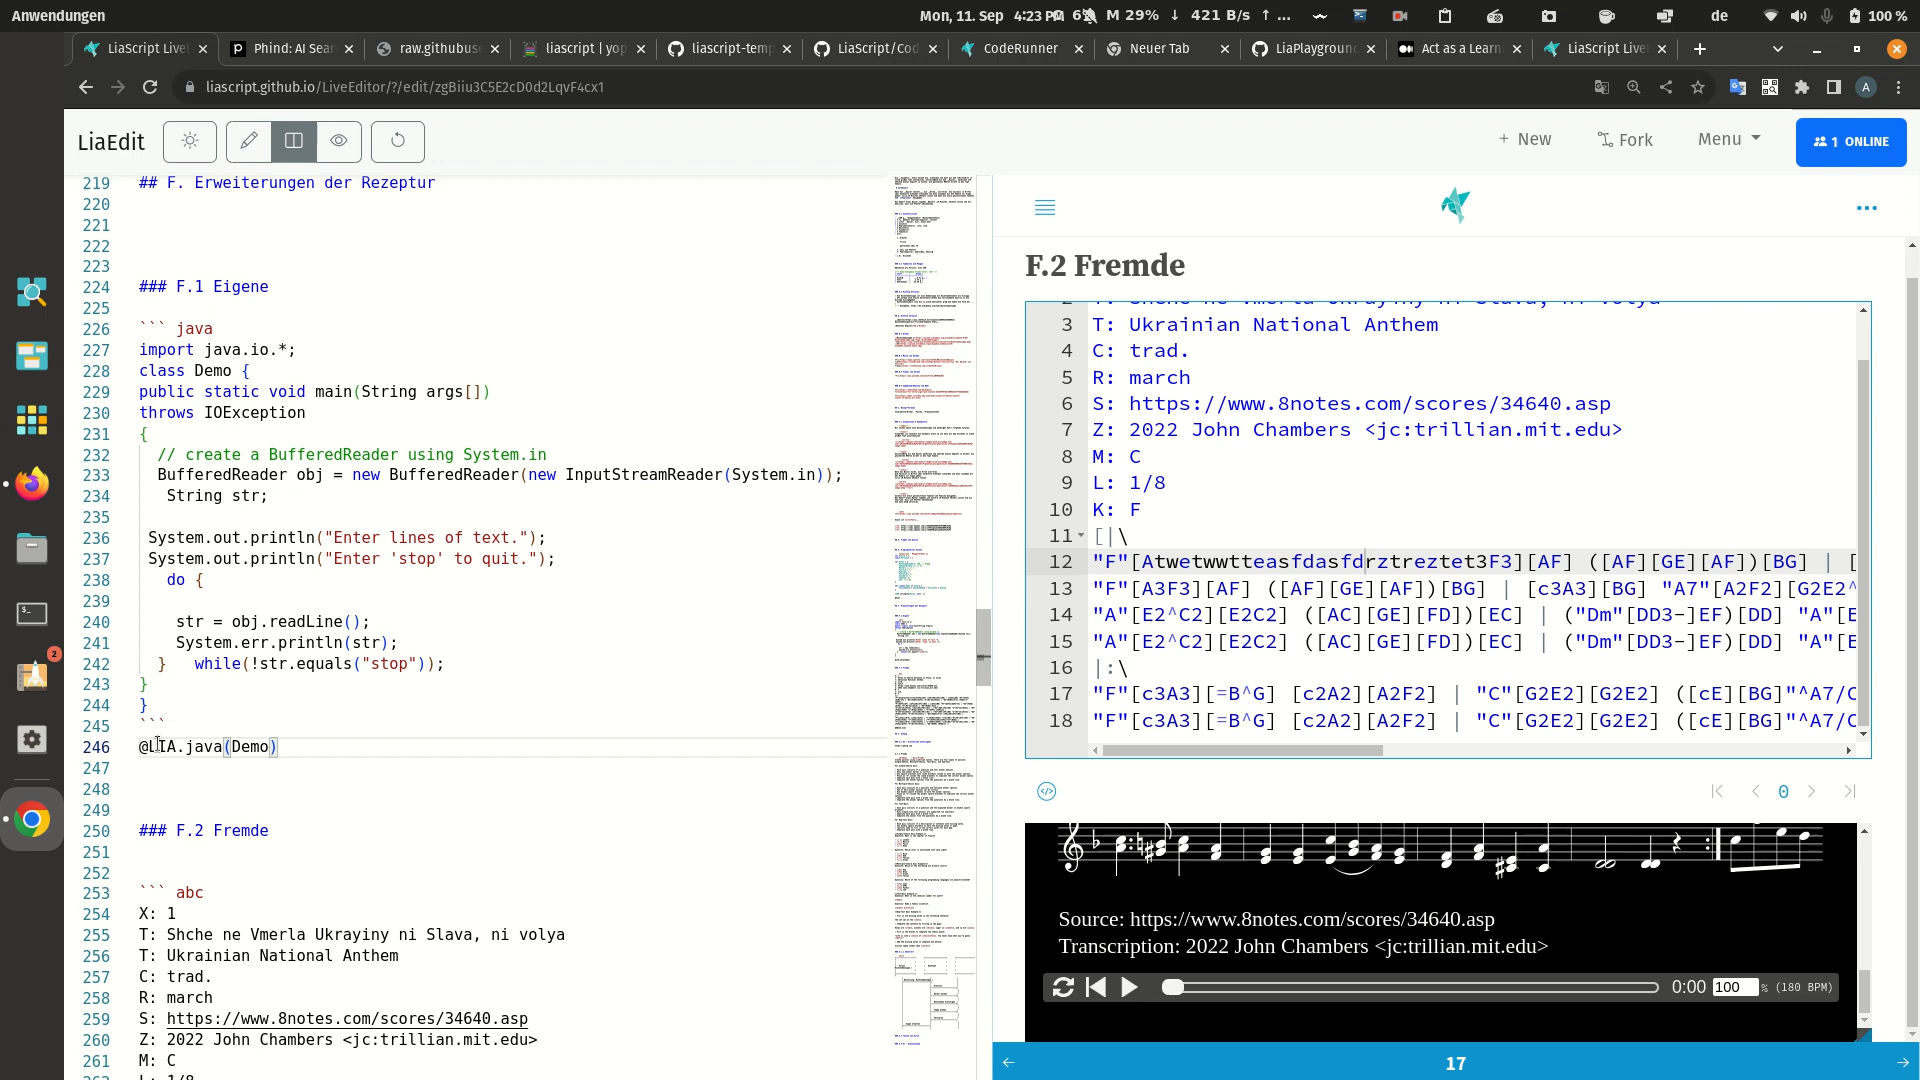 Anwendungen
Mon, 11. Sep 4:23 PM
M 29% ↓ 421 B/s ↑ ...
de
100 %
LiaScript Live
Phind: AI Sear
raw.githubuse
liascript | yop
liascript-temp
LiaScript/Cod
CodeRunner
Neuer Tab
LiaPlayground
Act as a Learn
LiaScript Live
liascript.github.io/LiveEditor/?/edit/zgBiiu3C5E2cD0d2LqvF4cx1
A
LiaEdit
+ New
Fork
Menu
1 ONLINE
219 ## F. Erweiterungen der Rezeptur
220
221
222
223
224 ### F.1 Eigene
225
226 ``` java
227 import java.io.*;
228 class Demo {
229 public static void main(String args[])
230 throws IOException
231 {
232 // create a BufferedReader using System.in
233 BufferedReader obj = new BufferedReader(new InputStreamReader(System.in));
234 String str;
235
236 System.out.println("Enter lines of text.");
237 System.out.println("Enter 'stop' to quit.");
238 do {
239
240 str = obj.readLine();
241 System.err.println(str);
242 } while(!str.equals("stop"));
243 }
244 }
245 ```
246 @LIA.java(Demo)
247
248
249
250 ### F.2 Fremde
251
252
253 ``` abc
254 X: 1
255 T: Shche ne Vmerla Ukrayiny ni Slava, ni volya
256 T: Ukrainian National Anthem
257 C: trad.
258 R: march
259 S: https://www.8notes.com/scores/34640.asp
260 Z: 2022 John Chambers <jc:trillian.mit.edu>
261 M: C
2
F.2 Fremde
3 T: Ukrainian National Anthem
4 C: trad.
5 R: march
6 S: https://www.8notes.com/scores/34640.asp
7 Z: 2022 John Chambers <jc:trillian.mit.edu>
8 M: C
9 L: 1/8
10 K: F
11 [|\
12 "F"[Atwetwwtteasfdasfdrztreztet3F3][AF] ([AF][GE][AF])[BG] | [
13 "F"[A3F3][AF] ([AF][GE][AF])[BG] | [c3A3][BG] "A7"[A2F2][G2E2^
14 "A"[E2^C2][E2C2] ([AC][GE][FD])[EC] | ("Dm"[DD3-]EF)[DD] "A"[E
15 "A"[E2^C2][E2C2] ([AC][GE][FD])[EC] | ("Dm"[DD3-]EF)[DD] "A"[E
16 |:\
17 "F"[c3A3][=B^G] [c2A2][A2F2] | "C"[G2E2][G2E2] ([cE][BG]"^A7/C
18 "F"[c3A3][=B^G] [c2A2][A2F2] | "C"[G2E2][G2E2] ([cE][BG]"^A7/C
0
Source: https://www.8notes.com/scores/34640.asp
Transcription: 2022 John Chambers <jc:trillian.mit.edu>
0:00 100 % (180 BPM)
← 17 →